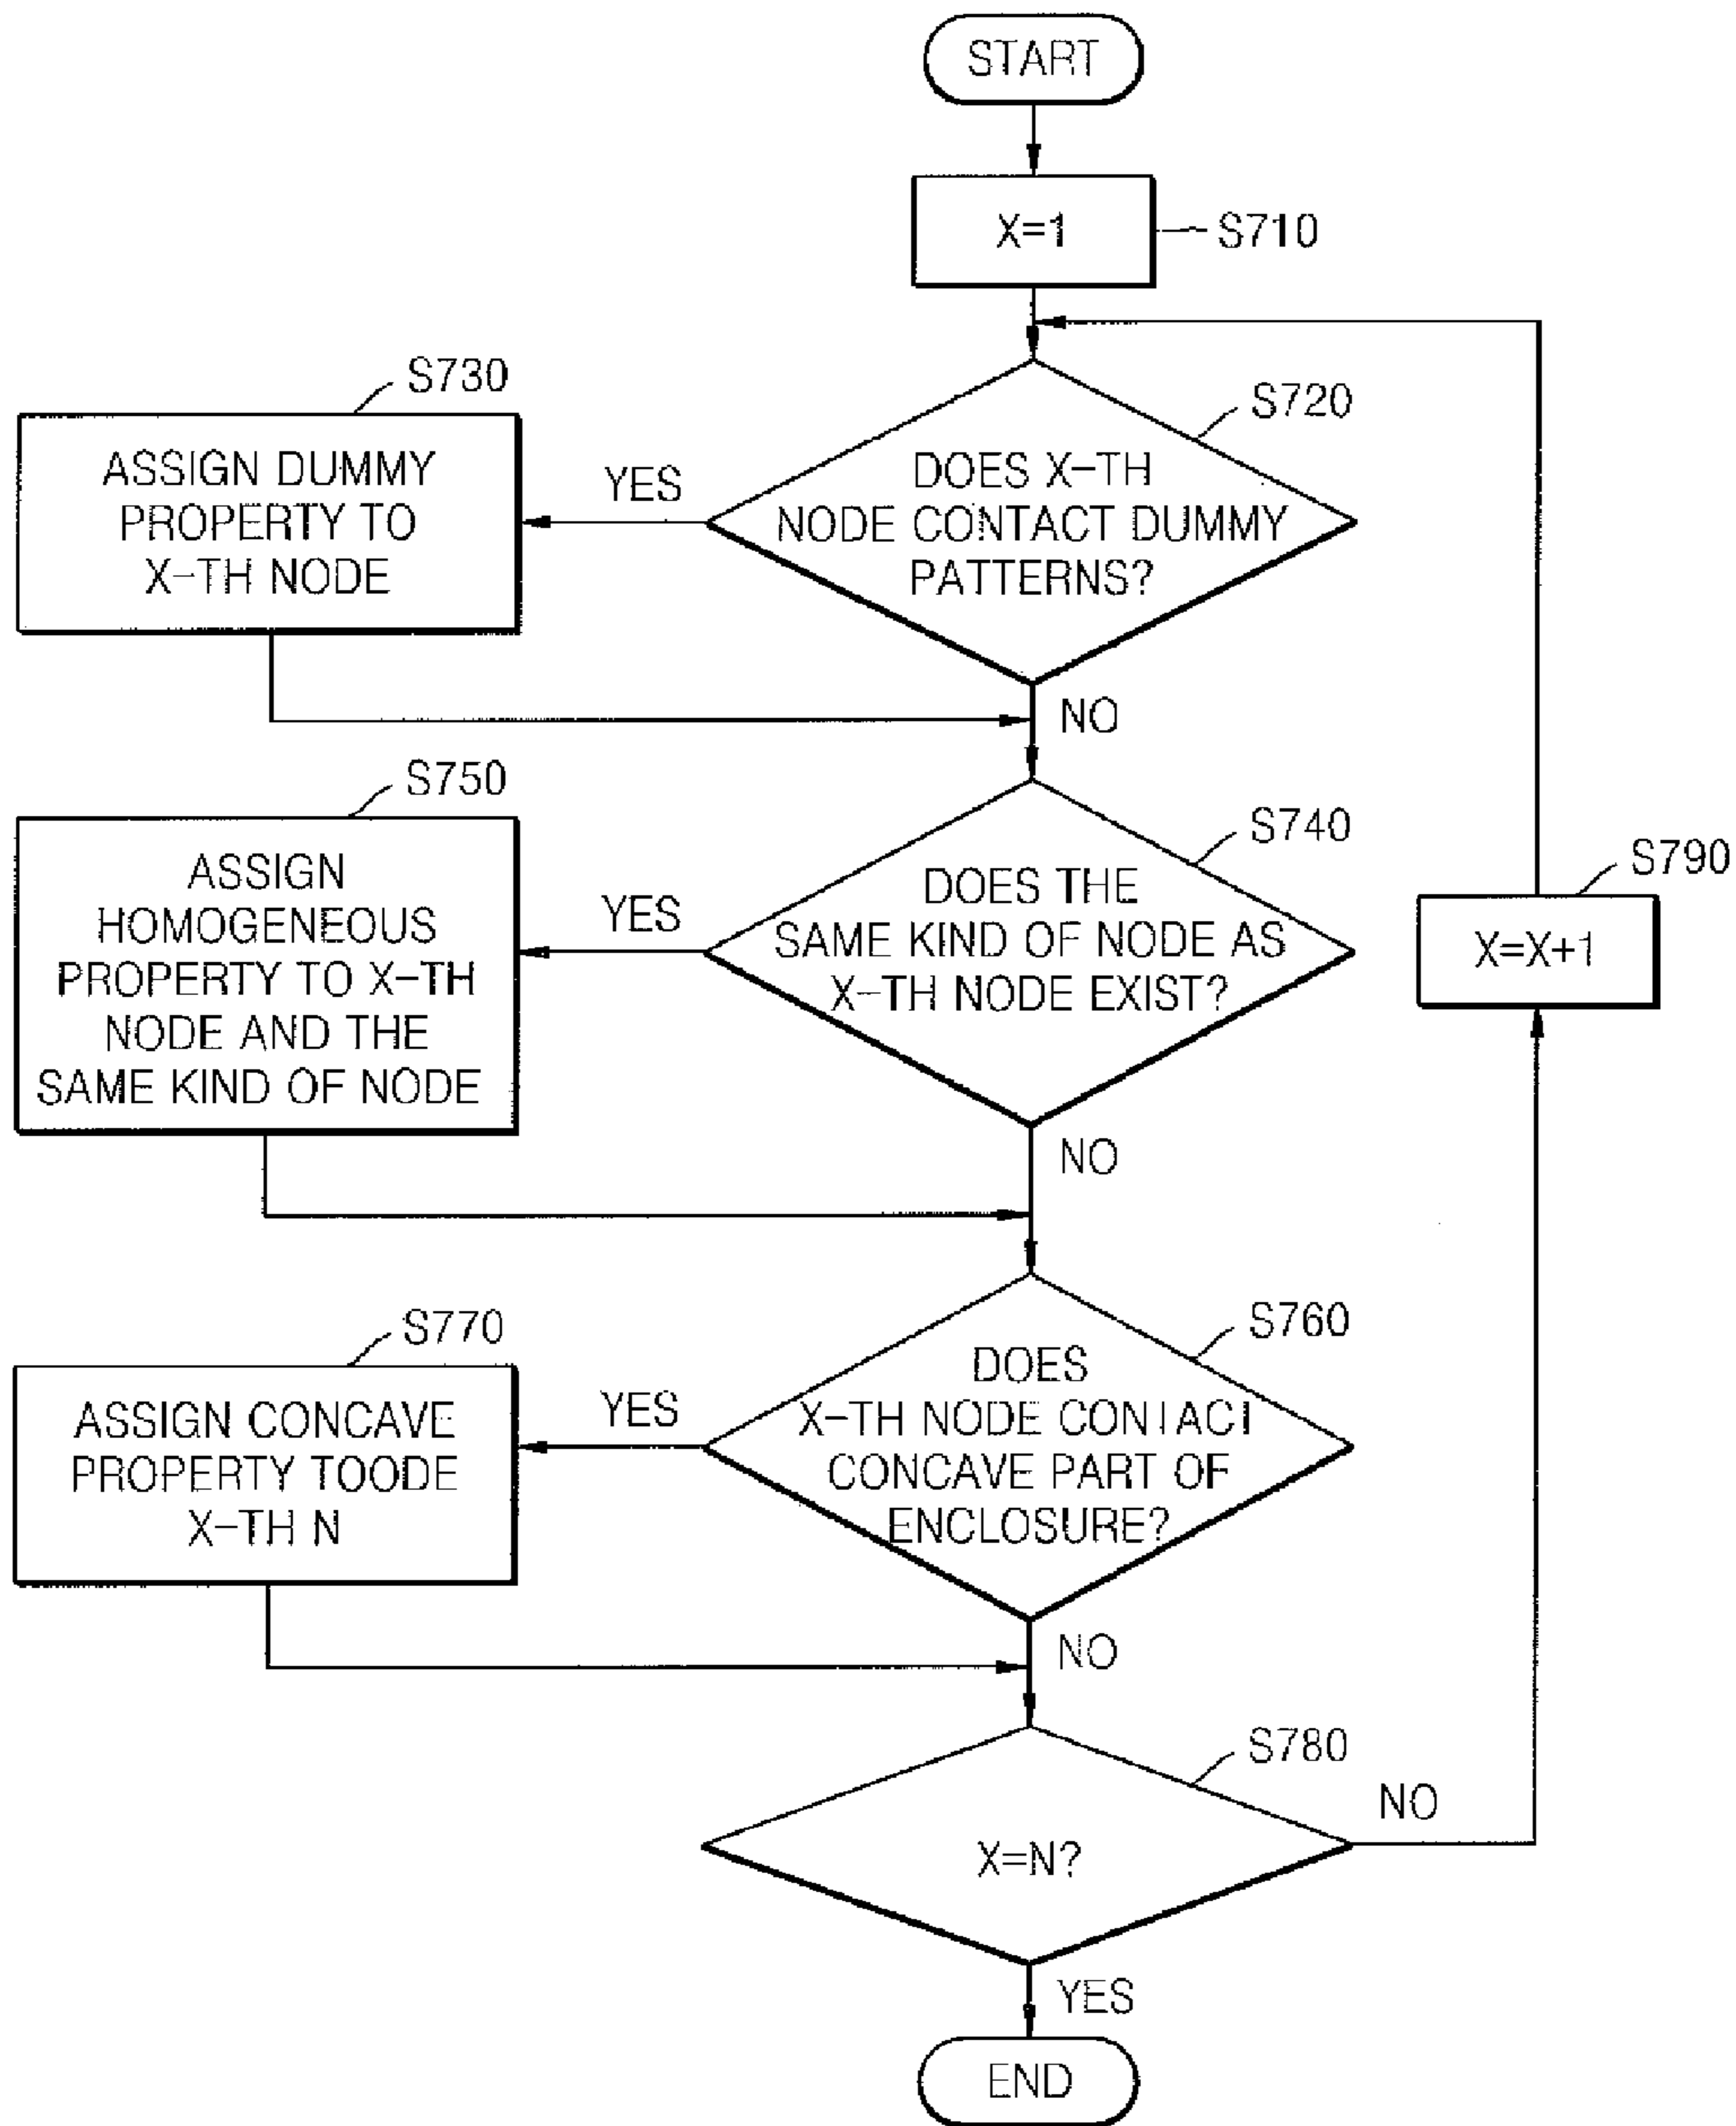 START
X=1
S710
S730
S720
ASSIGN DUMMY
PROPERTY TO
X-TH NODE
YES
DOES X-TH
NODE CONTACT DUMMY
PATTERNS?
NO
S750
S740
ASSIGN
HOMOGENEOUS
PROPERTY TO X-TH
NODE AND THE
SAME KIND OF NODE
YES
DOES THE
SAME KIND OF NODE AS
X-TH NODE EXIST?
S790
X=X+1
NO
S770
S760
ASSIGN CONCAVE
PROPERTY TOODE
X-TH N
YES
DOES
X-TH NODE CONTACT
CONCAVE PART OF
ENCLOSURE?
NO
S780
X=N?
NO
YES
END